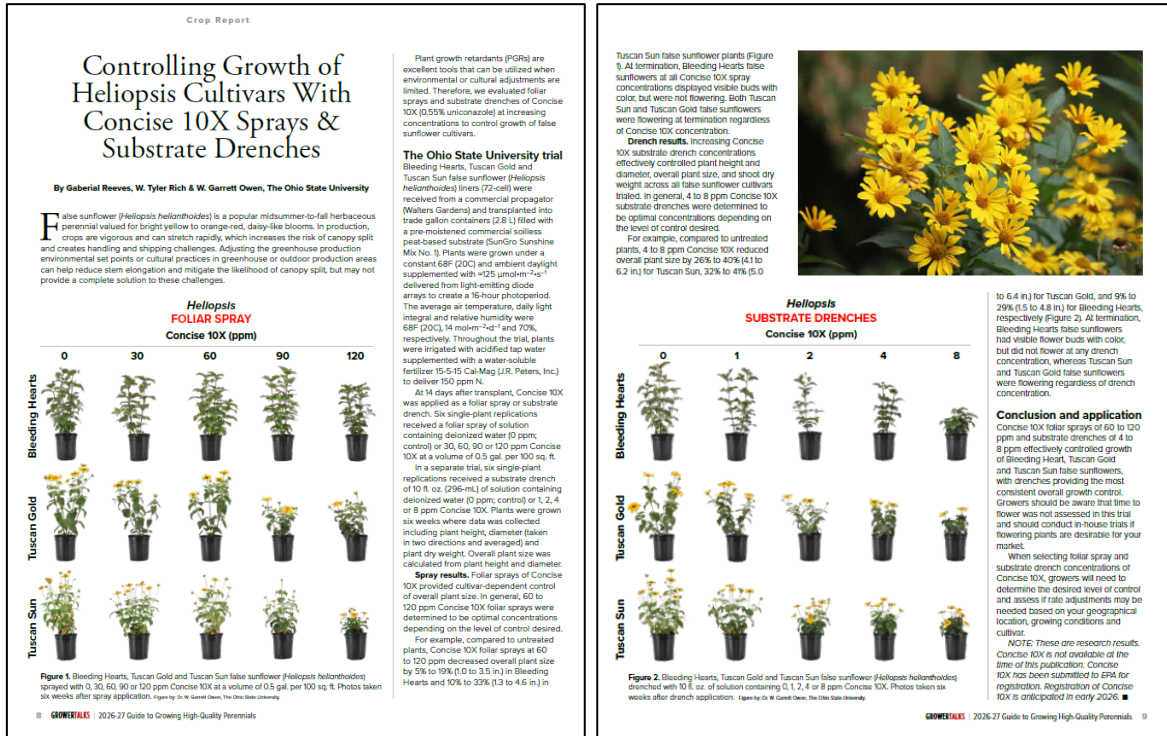 Crop Report
Controlling Growth of
Heliopsis Cultivars With
Concise 10X Sprays &
Substrate Drenches
By Gaberial Reeves, W. Tyler Rich & W. Garrett Owen, The Ohio State University
False sunflower (Heliopsis helianthoides) is a popular midsummer-to-fall herbaceous
perennial valued for bright yellow to orange-red, daisy-like blooms. In production,
crops are vigorous and can stretch rapidly, which increases the risk of canopy split
and creates handling and shipping challenges. Adjusting the greenhouse production
environmental set points or cultural practices in greenhouse or outdoor production areas
can help reduce stem elongation and mitigate the likelihood of canopy split, but may not
provide a complete solution to these challenges.
Heliopsis
FOLIAR SPRAY
Concise 10X (ppm)
0 30 60 90 120
Bleeding Hearts
Tuscan Gold
Tuscan Sun
Figure 1. Bleeding Hearts, Tuscan Gold and Tuscan Sun false sunflower (Heliopsis helianthoides)
sprayed with 0, 30, 60, 90 or 120 ppm Concise 10X at a volume of 0.5 gal. per 100 sq. ft. Photos taken
six weeks after spray application. Figure by: Dr. W. Garrett Owen, The Ohio State University.
Plant growth retardants (PGRs) are
excellent tools that can be utilized when
environmental or cultural adjustments are
limited. Therefore, we evaluated foliar
sprays and substrate drenches of Concise
10X (0.55% uniconazole) at increasing
concentrations to control growth of false
sunflower cultivars.
The Ohio State University trial
Bleeding Hearts, Tuscan Gold and
Tuscan Sun false sunflower (Heliopsis
helianthoides) liners (72-cell) were
received from a commercial propagator
(Walters Gardens) and transplanted into
trade gallon containers (2.8 L) filled with
a pre-moistened commercial soilless
peat-based substrate (SunGro Sunshine
Mix No. 1). Plants were grown under a
constant 68F (20C) and ambient daylight
supplemented with ≈125 μmol•m⁻²•s⁻¹
delivered from light-emitting diode
arrays to create a 16-hour photoperiod.
The average air temperature, daily light
integral and relative humidity were
68F (20C), 14 mol•m⁻²•d⁻¹ and 70%,
respectively. Throughout the trial, plants
were irrigated with acidified tap water
supplemented with a water-soluble
fertilizer 15-5-15 Cal-Mag (J.R. Peters, Inc.)
to deliver 150 ppm N.
At 14 days after transplant, Concise 10X
was applied as a foliar spray or substrate
drench. Six single-plant replications
received a foliar spray of solution
containing deionized water (0 ppm;
control) or 30, 60, 90 or 120 ppm Concise
10X at a volume of 0.5 gal. per 100 sq. ft.
In a separate trial, six single-plant
replications received a substrate drench
of 10 fl. oz. (296-mL) of solution containing
deionized water (0 ppm; control) or 1, 2, 4
or 8 ppm Concise 10X. Plants were grown
six weeks where data was collected
including plant height, diameter (taken
in two directions and averaged) and
plant dry weight. Overall plant size was
calculated from plant height and diameter.
Spray results. Foliar sprays of Concise
10X provided cultivar-dependent control
of overall plant size. In general, 60 to
120 ppm Concise 10X foliar sprays were
determined to be optimal concentrations
depending on the level of control desired.
For example, compared to untreated
plants, Concise 10X foliar sprays at 60
to 120 ppm decreased overall plant size
by 5% to 19% (1.0 to 3.5 in.) in Bleeding
Hearts and 10% to 33% (1.3 to 4.6 in.) in
8 GROWERTALKS | 2026-27 Guide to Growing High-Quality Perennials
Tuscan Sun false sunflower plants (Figure
1). At termination, Bleeding Hearts false
sunflowers at all Concise 10X spray
concentrations displayed visible buds with
color, but were not flowering. Both Tuscan
Sun and Tuscan Gold false sunflowers
were flowering at termination regardless
of Concise 10X concentration.
Drench results. Increasing Concise
10X substrate drench concentrations
effectively controlled plant height and
diameter, overall plant size, and shoot dry
weight across all false sunflower cultivars
trialed. In general, 4 to 8 ppm Concise 10X
substrate drenches were determined to
be optimal concentrations depending on
the level of control desired.
For example, compared to untreated
plants, 4 to 8 ppm Concise 10X reduced
overall plant size by 26% to 40% (4.1 to
6.2 in.) for Tuscan Sun, 32% to 41% (5.0
Heliopsis
SUBSTRATE DRENCHES
Concise 10X (ppm)
0 1 2 4 8
Bleeding Hearts
Tuscan Gold
Tuscan Sun
Figure 2. Bleeding Hearts, Tuscan Gold and Tuscan Sun false sunflower (Heliopsis helianthoides)
drenched with 10 fl. oz. of solution containing 0, 1, 2, 4 or 8 ppm Concise 10X. Photos taken six
weeks after drench application. Figure by: Dr. W. Garrett Owen, The Ohio State University.
to 6.4 in.) for Tuscan Gold, and 9% to
29% (1.5 to 4.8 in.) for Bleeding Hearts,
respectively (Figure 2). At termination,
Bleeding Hearts false sunflowers
had visible flower buds with color,
but did not flower at any drench
concentration, whereas Tuscan Sun
and Tuscan Gold false sunflowers
were flowering regardless of drench
concentration.
Conclusion and application
Concise 10X foliar sprays of 60 to 120
ppm and substrate drenches of 4 to
8 ppm effectively controlled growth
of Bleeding Heart, Tuscan Gold
and Tuscan Sun false sunflowers,
with drenches providing the most
consistent overall growth control.
Growers should be aware that time to
flower was not assessed in this trial
and should conduct in-house trials if
flowering plants are desirable for your
market.
When selecting foliar spray and
substrate drench concentrations of
Concise 10X, growers will need to
determine the desired level of control
and assess if rate adjustments may be
needed based on your geographical
location, growing conditions and
cultivar.
NOTE: These are research results.
Concise 10X is not available at the
time of this publication. Concise
10X has been submitted to EPA for
registration. Registration of Concise
10X is anticipated in early 2026. ■
GROWERTALKS | 2026-27 Guide to Growing High-Quality Perennials 9